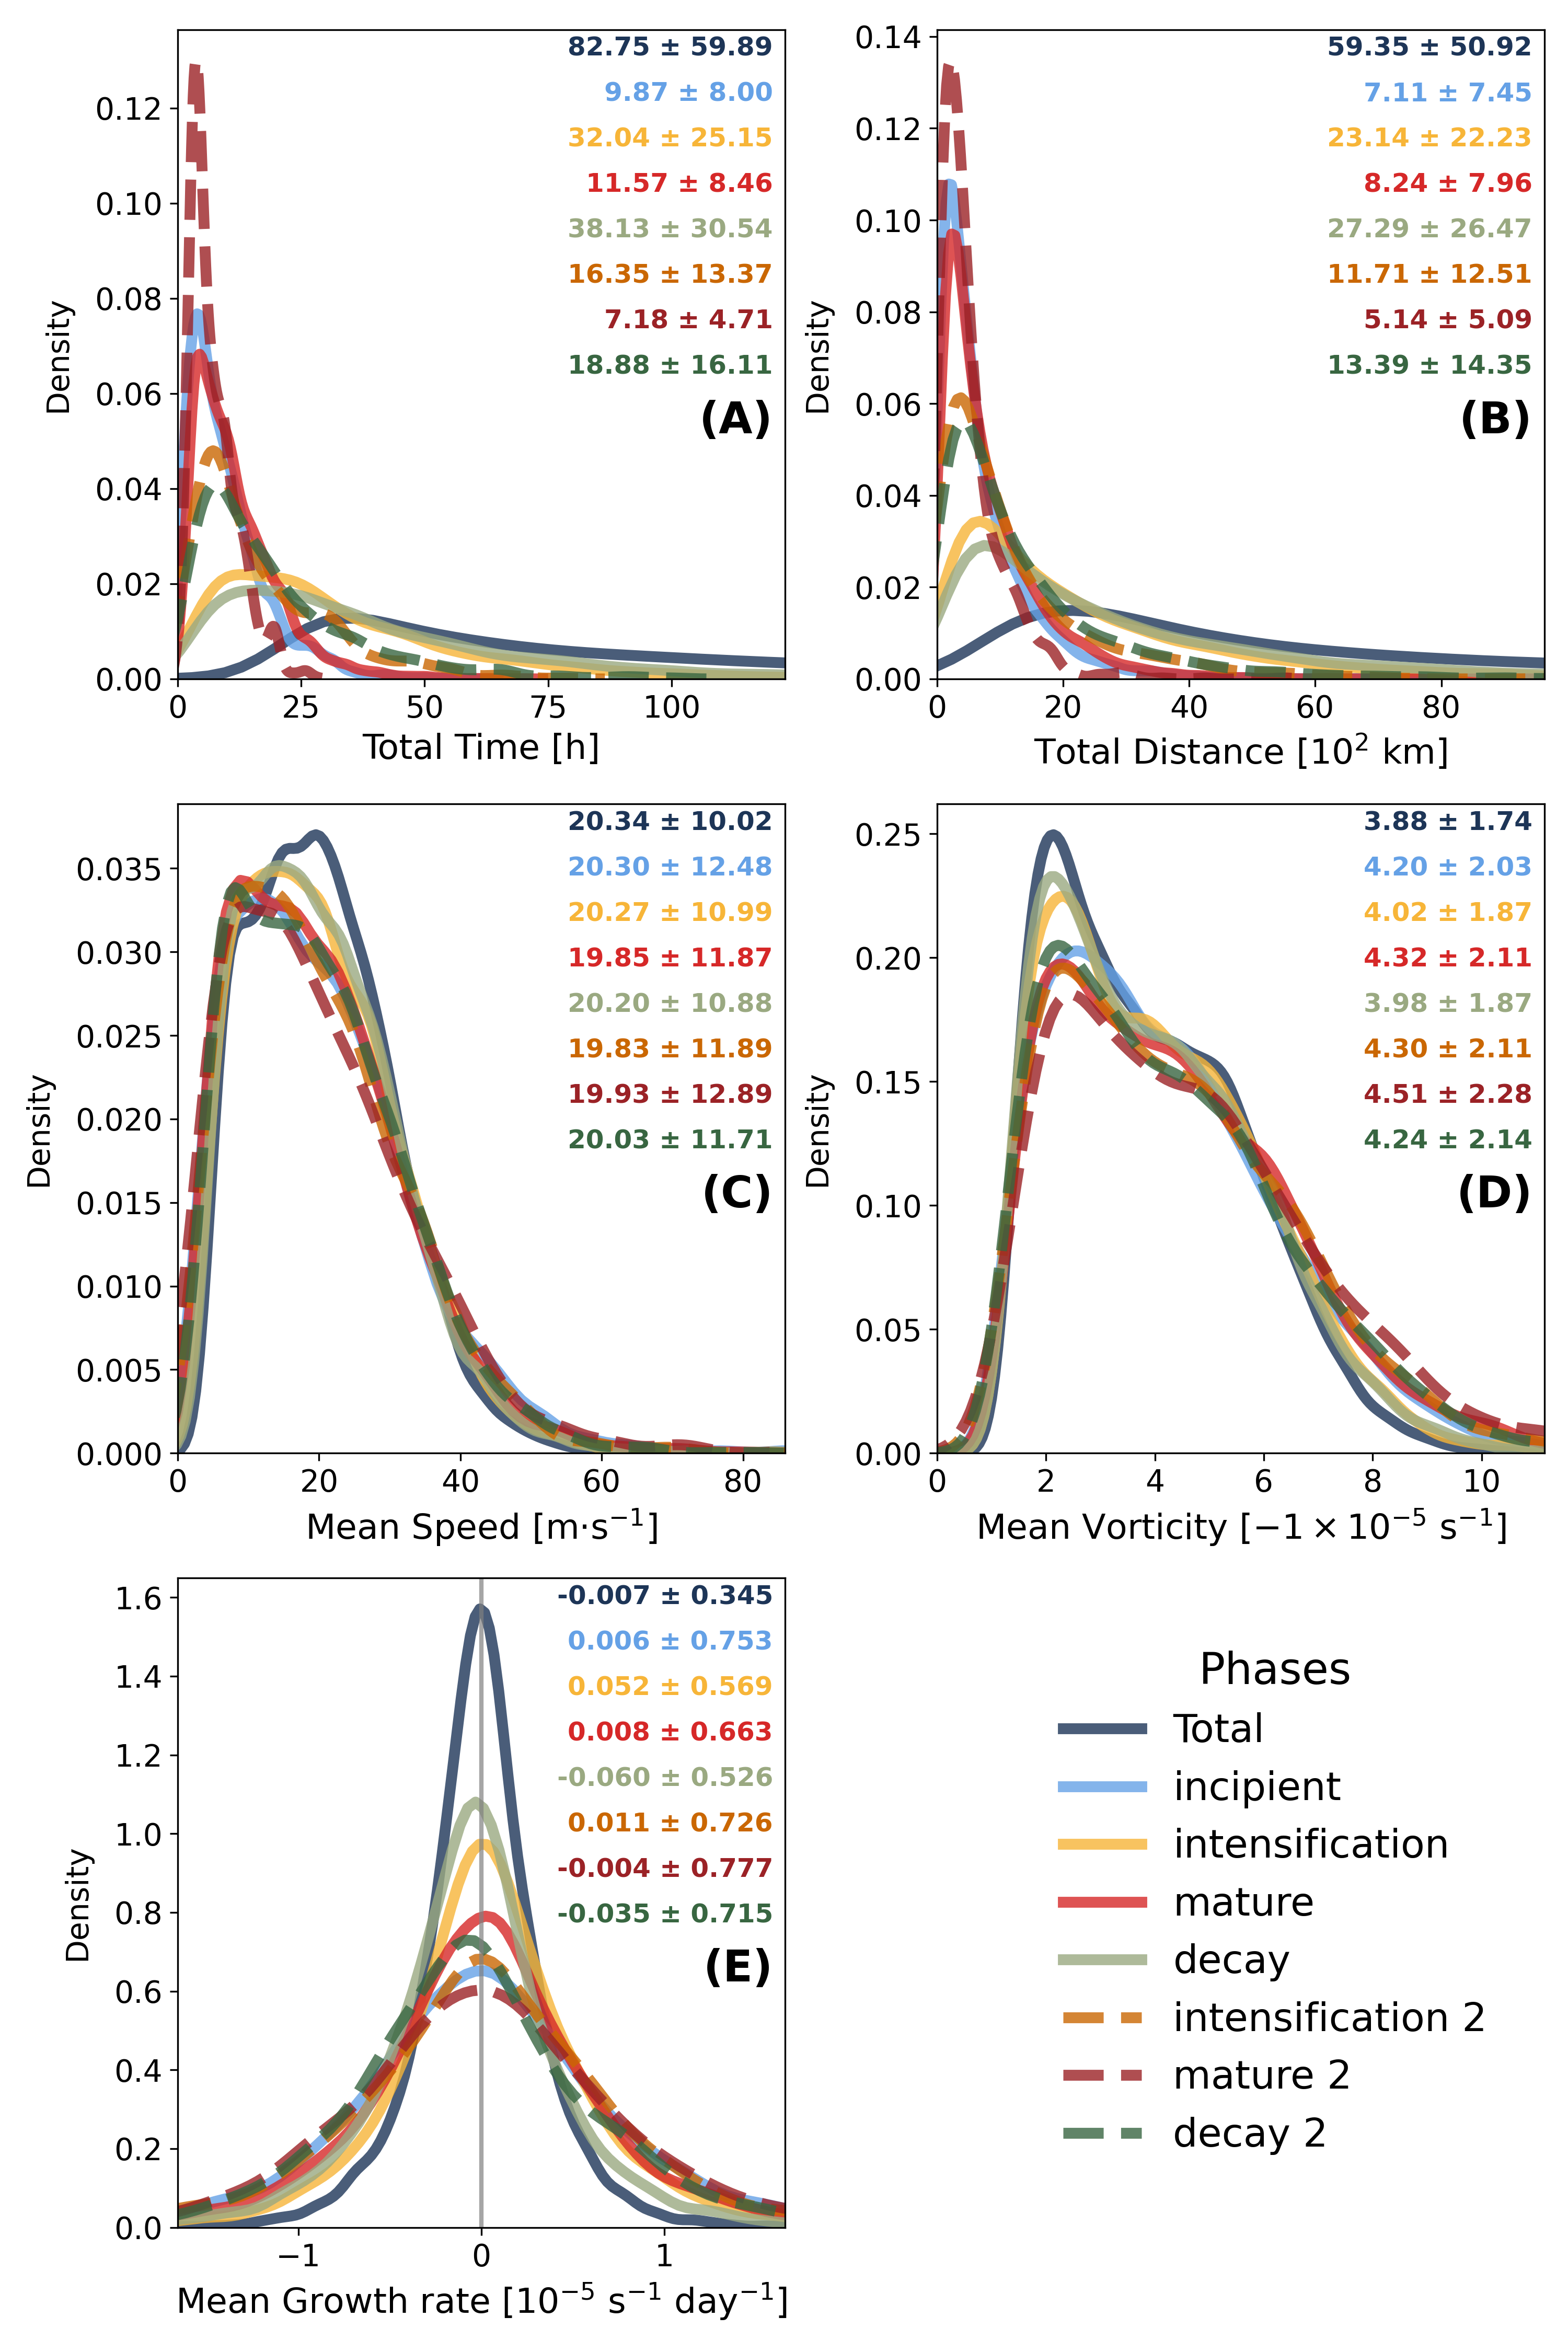 82.75 ± 59.89
9.87 ± 8.00
32.04 ± 25.15
11.57 ± 8.46
38.13 ± 30.54
16.35 ± 13.37
7.18 ± 4.71
18.88 ± 16.11
(A)
Density
0.12
0.10
0.08
0.06
0.04
0.02
0.00
0 25 50 75 100
Total Time [h]
59.35 ± 50.92
7.11 ± 7.45
23.14 ± 22.23
8.24 ± 7.96
27.29 ± 26.47
11.71 ± 12.51
5.14 ± 5.09
13.39 ± 14.35
(B)
Density
0.14
0.12
0.10
0.08
0.06
0.04
0.02
0.00
0 20 40 60 80
Total Distance [10² km]
20.34 ± 10.02
20.30 ± 12.48
20.27 ± 10.99
19.85 ± 11.87
20.20 ± 10.88
19.83 ± 11.89
19.93 ± 12.89
20.03 ± 11.71
(C)
Density
0.035
0.030
0.025
0.020
0.015
0.010
0.005
0.000
0 20 40 60 80
Mean Speed [m·s⁻¹]
3.88 ± 1.74
4.20 ± 2.03
4.02 ± 1.87
4.32 ± 2.11
3.98 ± 1.87
4.30 ± 2.11
4.51 ± 2.28
4.24 ± 2.14
(D)
Density
0.25
0.20
0.15
0.10
0.05
0.00
0 2 4 6 8 10
Mean Vorticity [−1 × 10⁻⁵ s⁻¹]
-0.007 ± 0.345
0.006 ± 0.753
0.052 ± 0.569
0.008 ± 0.663
-0.060 ± 0.526
0.011 ± 0.726
-0.004 ± 0.777
-0.035 ± 0.715
(E)
Density
1.6
1.4
1.2
1.0
0.8
0.6
0.4
0.2
0.0
−1 0 1
Mean Growth rate [10⁻⁵ s⁻¹ day⁻¹]
Phases
Total
incipient
intensification
mature
decay
intensification 2
mature 2
decay 2